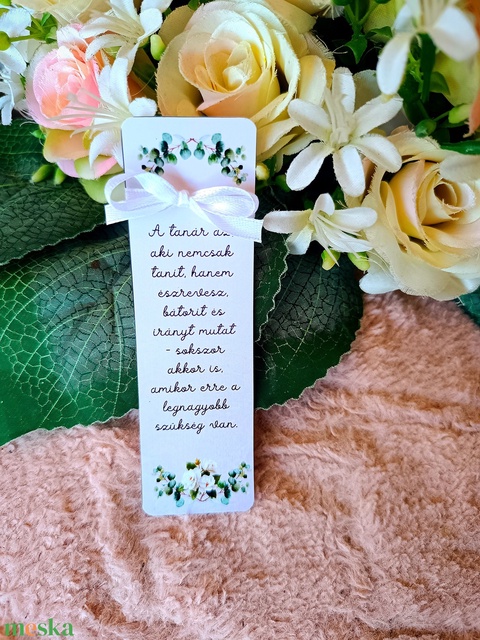 A tanár az,
aki nemcsak
tanít, hanem
észrevesz,
bátorít és
irányt mutat
- sokszor
akkor is,
amikor erre a
legnagyobb
szükség van.
meska